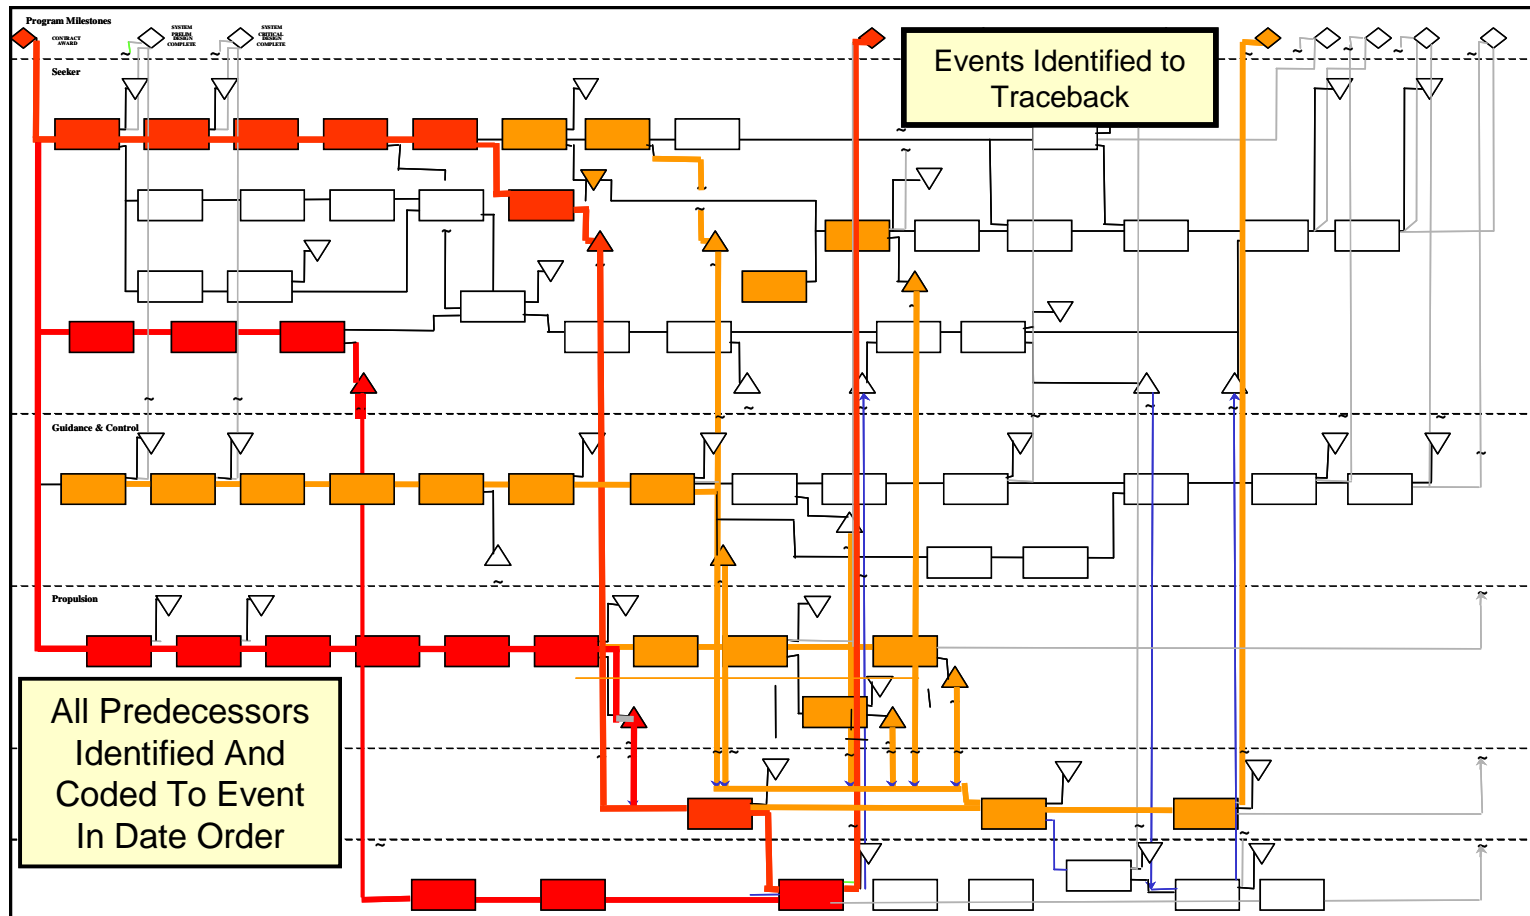 Program Milestones
CONTRACT
AWARD
SYSTEM
PRELIM
DESIGN
COMPLETE
SYSTEM
CRITICAL
DESIGN
COMPLETE
Events Identified to
Traceback
Seeker
Guidance & Control
Propulsion
All Predecessors
Identified And
Coded To Event
In Date Order